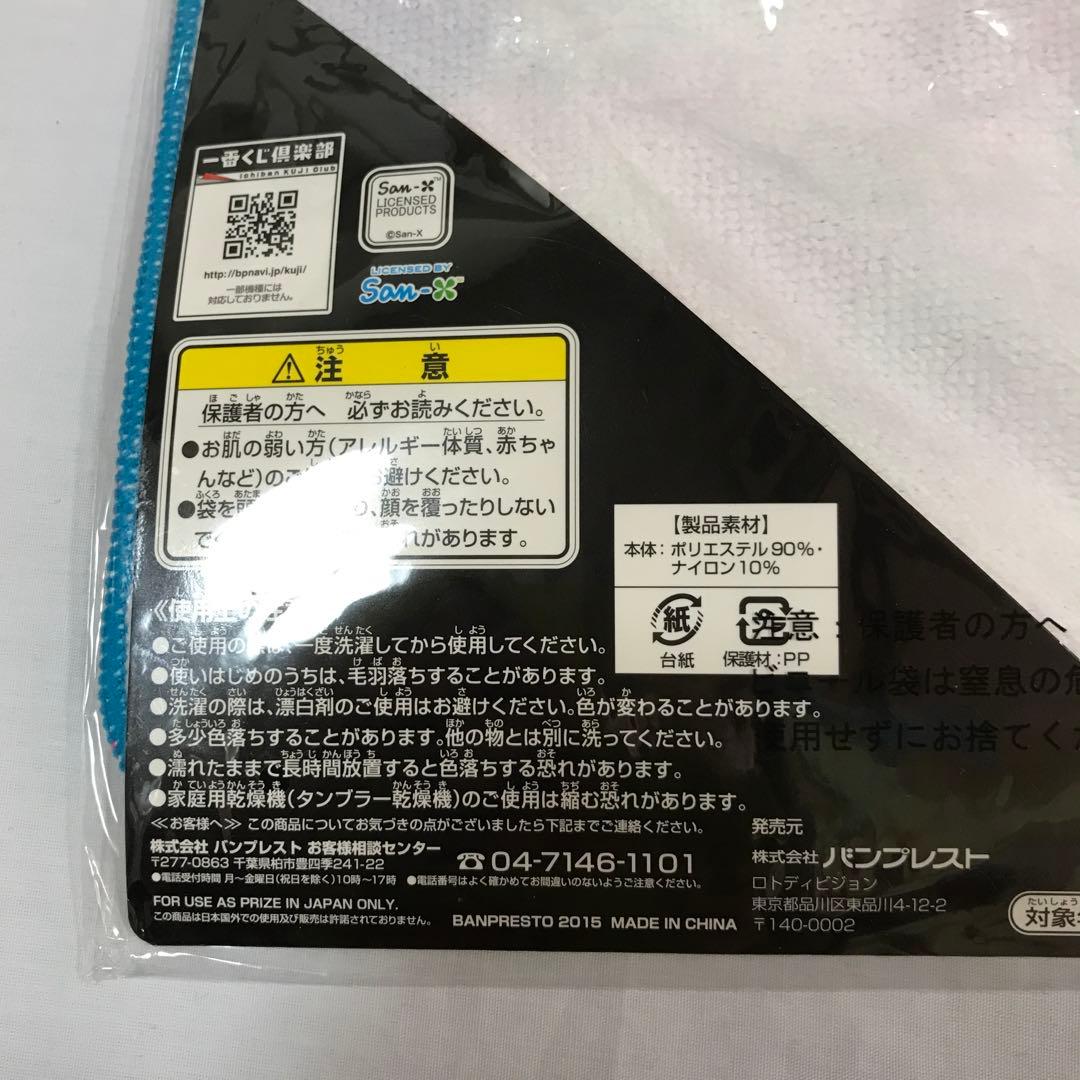 一番くじ倶楽部
Ichiban KUJI Club
http://bpnavi.jp/kuji/
一部機種には
対応しておりません。
San-X™
LICENSED
PRODUCTS
©San-X
LICENSED BY
San-X™
注意
保護者の方へ 必ずお読みください。
●お肌の弱い方(アレルギー体質、赤ちゃ
んなど)のご お避けください。
●袋を頭 、顔を覆ったりしない
で れがあります。
【製品素材】
本体:ポリエステル90%・
ナイロン10%
紙
台紙
保護材:PP
《使用上の
●ご使用の 一度洗濯してから使用してください。
●使いはじめのうちは、毛羽落ちすることがあります。
●洗濯の際は、漂白剤のご使用はお避けください。色が変わることがあります。
●多少色落ちすることがあります。他の物とは別に洗ってください。
●濡れたままで長時間放置すると色落ちする恐れがあります。
●家庭用乾燥機(タンブラー乾燥機)のご使用は縮む恐れがあります。
注意:保護者の方へ
ビニール袋は窒息の危
使用せずにお捨てくだ
≪お客様へ≫ この商品についてお気づきの点がございましたら下記までご連絡ください。
株式会社 バンプレスト お客様相談センター
〒277-0863 千葉県柏市豊四季241-22
☎04-7146-1101
●電話受付時間 月〜金曜日(祝日を除く)10時〜17時 ●電話番号はよく確かめてお間違いのないようご注意ください。
FOR USE AS PRIZE IN JAPAN ONLY.
この商品は日本国外での使用及び販売は許諾されておりません。
BANPRESTO 2015 MADE IN CHINA
発売元
株式会社 バンプレスト
ロトディビジョン
東京都品川区東品川4-12-2
〒140-0002
対象